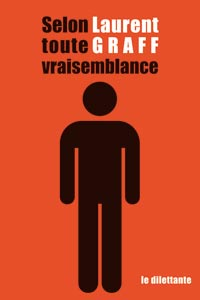 Selon Laurent
toute GRAFF
vraisemblance
le dilettante